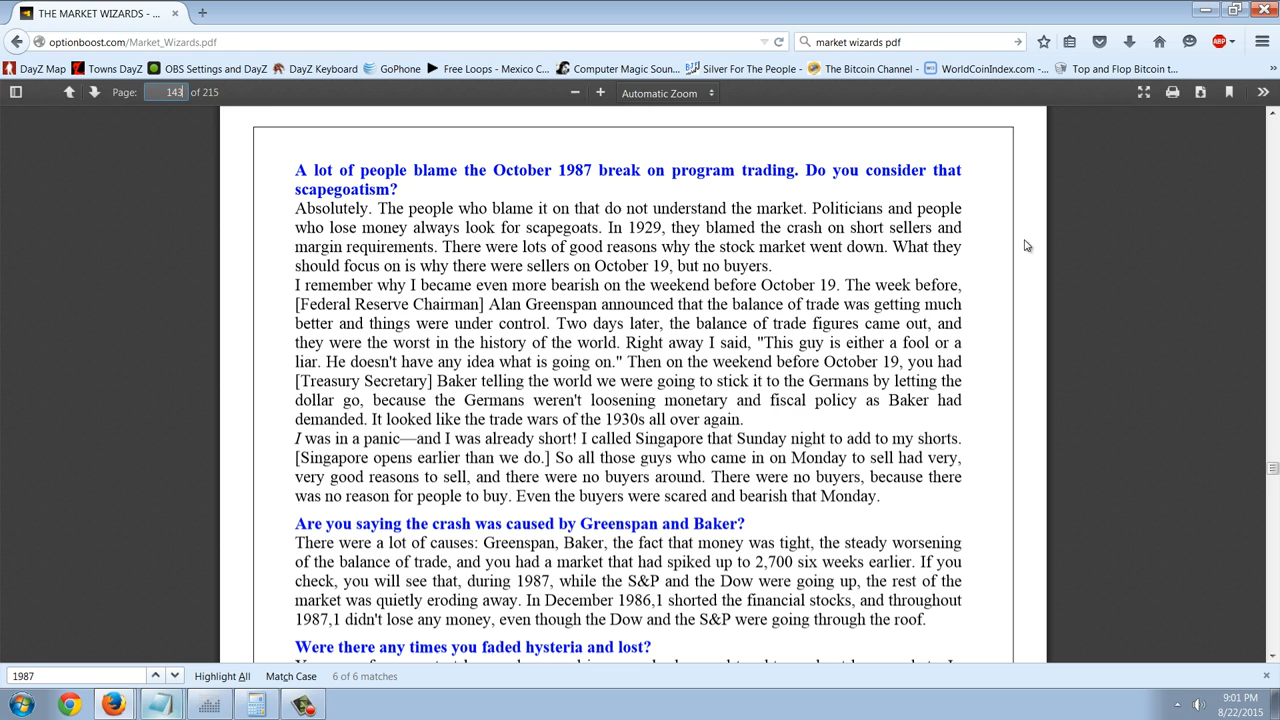 THE MARKET WIZARDS - ...
optionboost.com/Market_Wizards.pdf
market wizards pdf
ABP
DayZ Map
Towns DayZ
OBS Settings and DayZ
DayZ Keyboard
GoPhone
Free Loops - Mexico C...
Computer Magic Soun...
Silver For The People -
The Bitcoin Channel -
WorldCoinIndex.com -...
Top and Flop Bitcoin t...
Page: 143 of 215
Automatic Zoom
A lot of people blame the October 1987 break on program trading. Do you consider that
scapegoatism?
Absolutely. The people who blame it on that do not understand the market. Politicians and people
who lose money always look for scapegoats. In 1929, they blamed the crash on short sellers and
margin requirements. There were lots of good reasons why the stock market went down. What they
should focus on is why there were sellers on October 19, but no buyers.
I remember why I became even more bearish on the weekend before October 19. The week before,
[Federal Reserve Chairman] Alan Greenspan announced that the balance of trade was getting much
better and things were under control. Two days later, the balance of trade figures came out, and
they were the worst in the history of the world. Right away I said, "This guy is either a fool or a
liar. He doesn't have any idea what is going on." Then on the weekend before October 19, you had
[Treasury Secretary] Baker telling the world we were going to stick it to the Germans by letting the
dollar go, because the Germans weren't loosening monetary and fiscal policy as Baker had
demanded. It looked like the trade wars of the 1930s all over again.
I was in a panic—and I was already short! I called Singapore that Sunday night to add to my shorts.
[Singapore opens earlier than we do.] So all those guys who came in on Monday to sell had very,
very good reasons to sell, and there were no buyers around. There were no buyers, because there
was no reason for people to buy. Even the buyers were scared and bearish that Monday.
Are you saying the crash was caused by Greenspan and Baker?
There were a lot of causes: Greenspan, Baker, the fact that money was tight, the steady worsening
of the balance of trade, and you had a market that had spiked up to 2,700 six weeks earlier. If you
check, you will see that, during 1987, while the S&P and the Dow were going up, the rest of the
market was quietly eroding away. In December 1986,1 shorted the financial stocks, and throughout
1987,1 didn't lose any money, even though the Dow and the S&P were going through the roof.
Were there any times you faded hysteria and lost?
1987
Highlight All
Match Case
6 of 6 matches
9:01 PM
8/22/2015